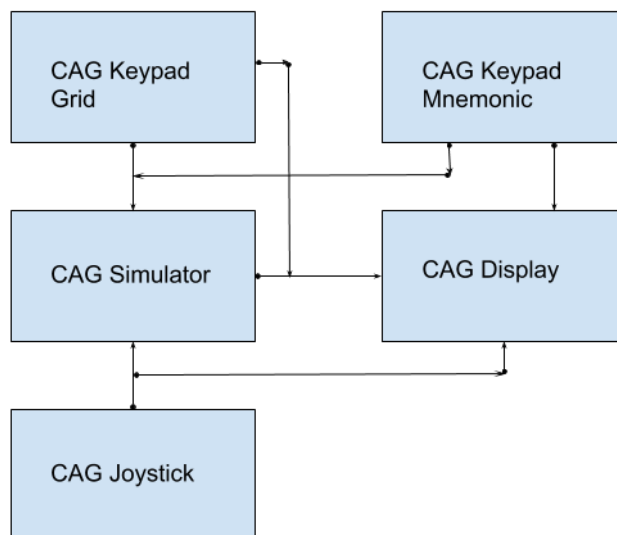 CAG Keypad
Grid
CAG Keypad
Mnemonic
CAG Simulator
CAG Display
CAG Joystick